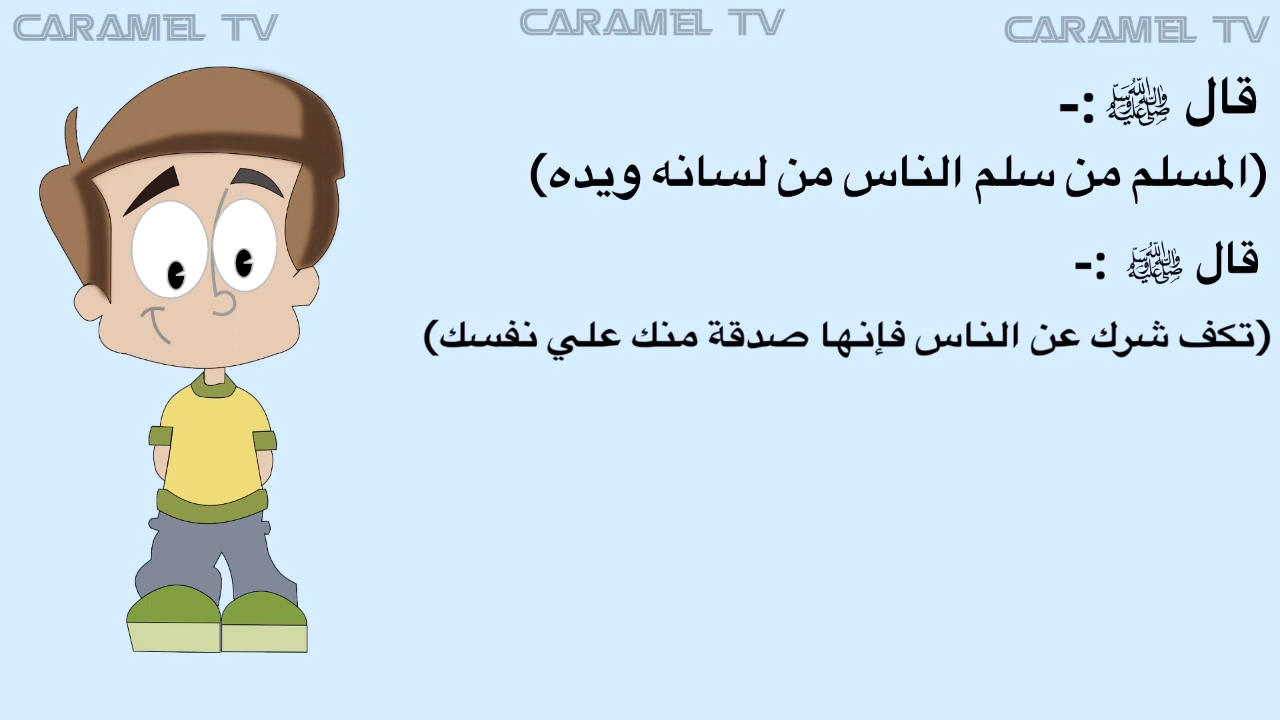 CARAMEL TV CARAMEL TV CARAMEL TV
قال ﷺ :-
(المسلم من سلم الناس من لسانه ويده)
قال ﷺ :-
(تكف شرك عن الناس فإنها صدقة منك علي نفسك)